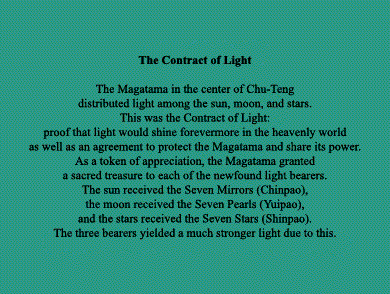 The Contract of Light
The Magatama in the center of Chu-Teng
distributed light among the sun, moon, and stars.
This was the Contract of Light:
proof that light would shine forevermore in the heavenly world
as well as an agreement to protect the Magatama and share its power.
As a token of appreciation, the Magatama granted
a sacred treasure to each of the newfound light bearers.
The sun received the Seven Mirrors (Chinpao),
the moon received the Seven Pearls (Yuipao),
and the stars received the Seven Stars (Shinpao).
The three bearers yielded a much stronger light due to this.